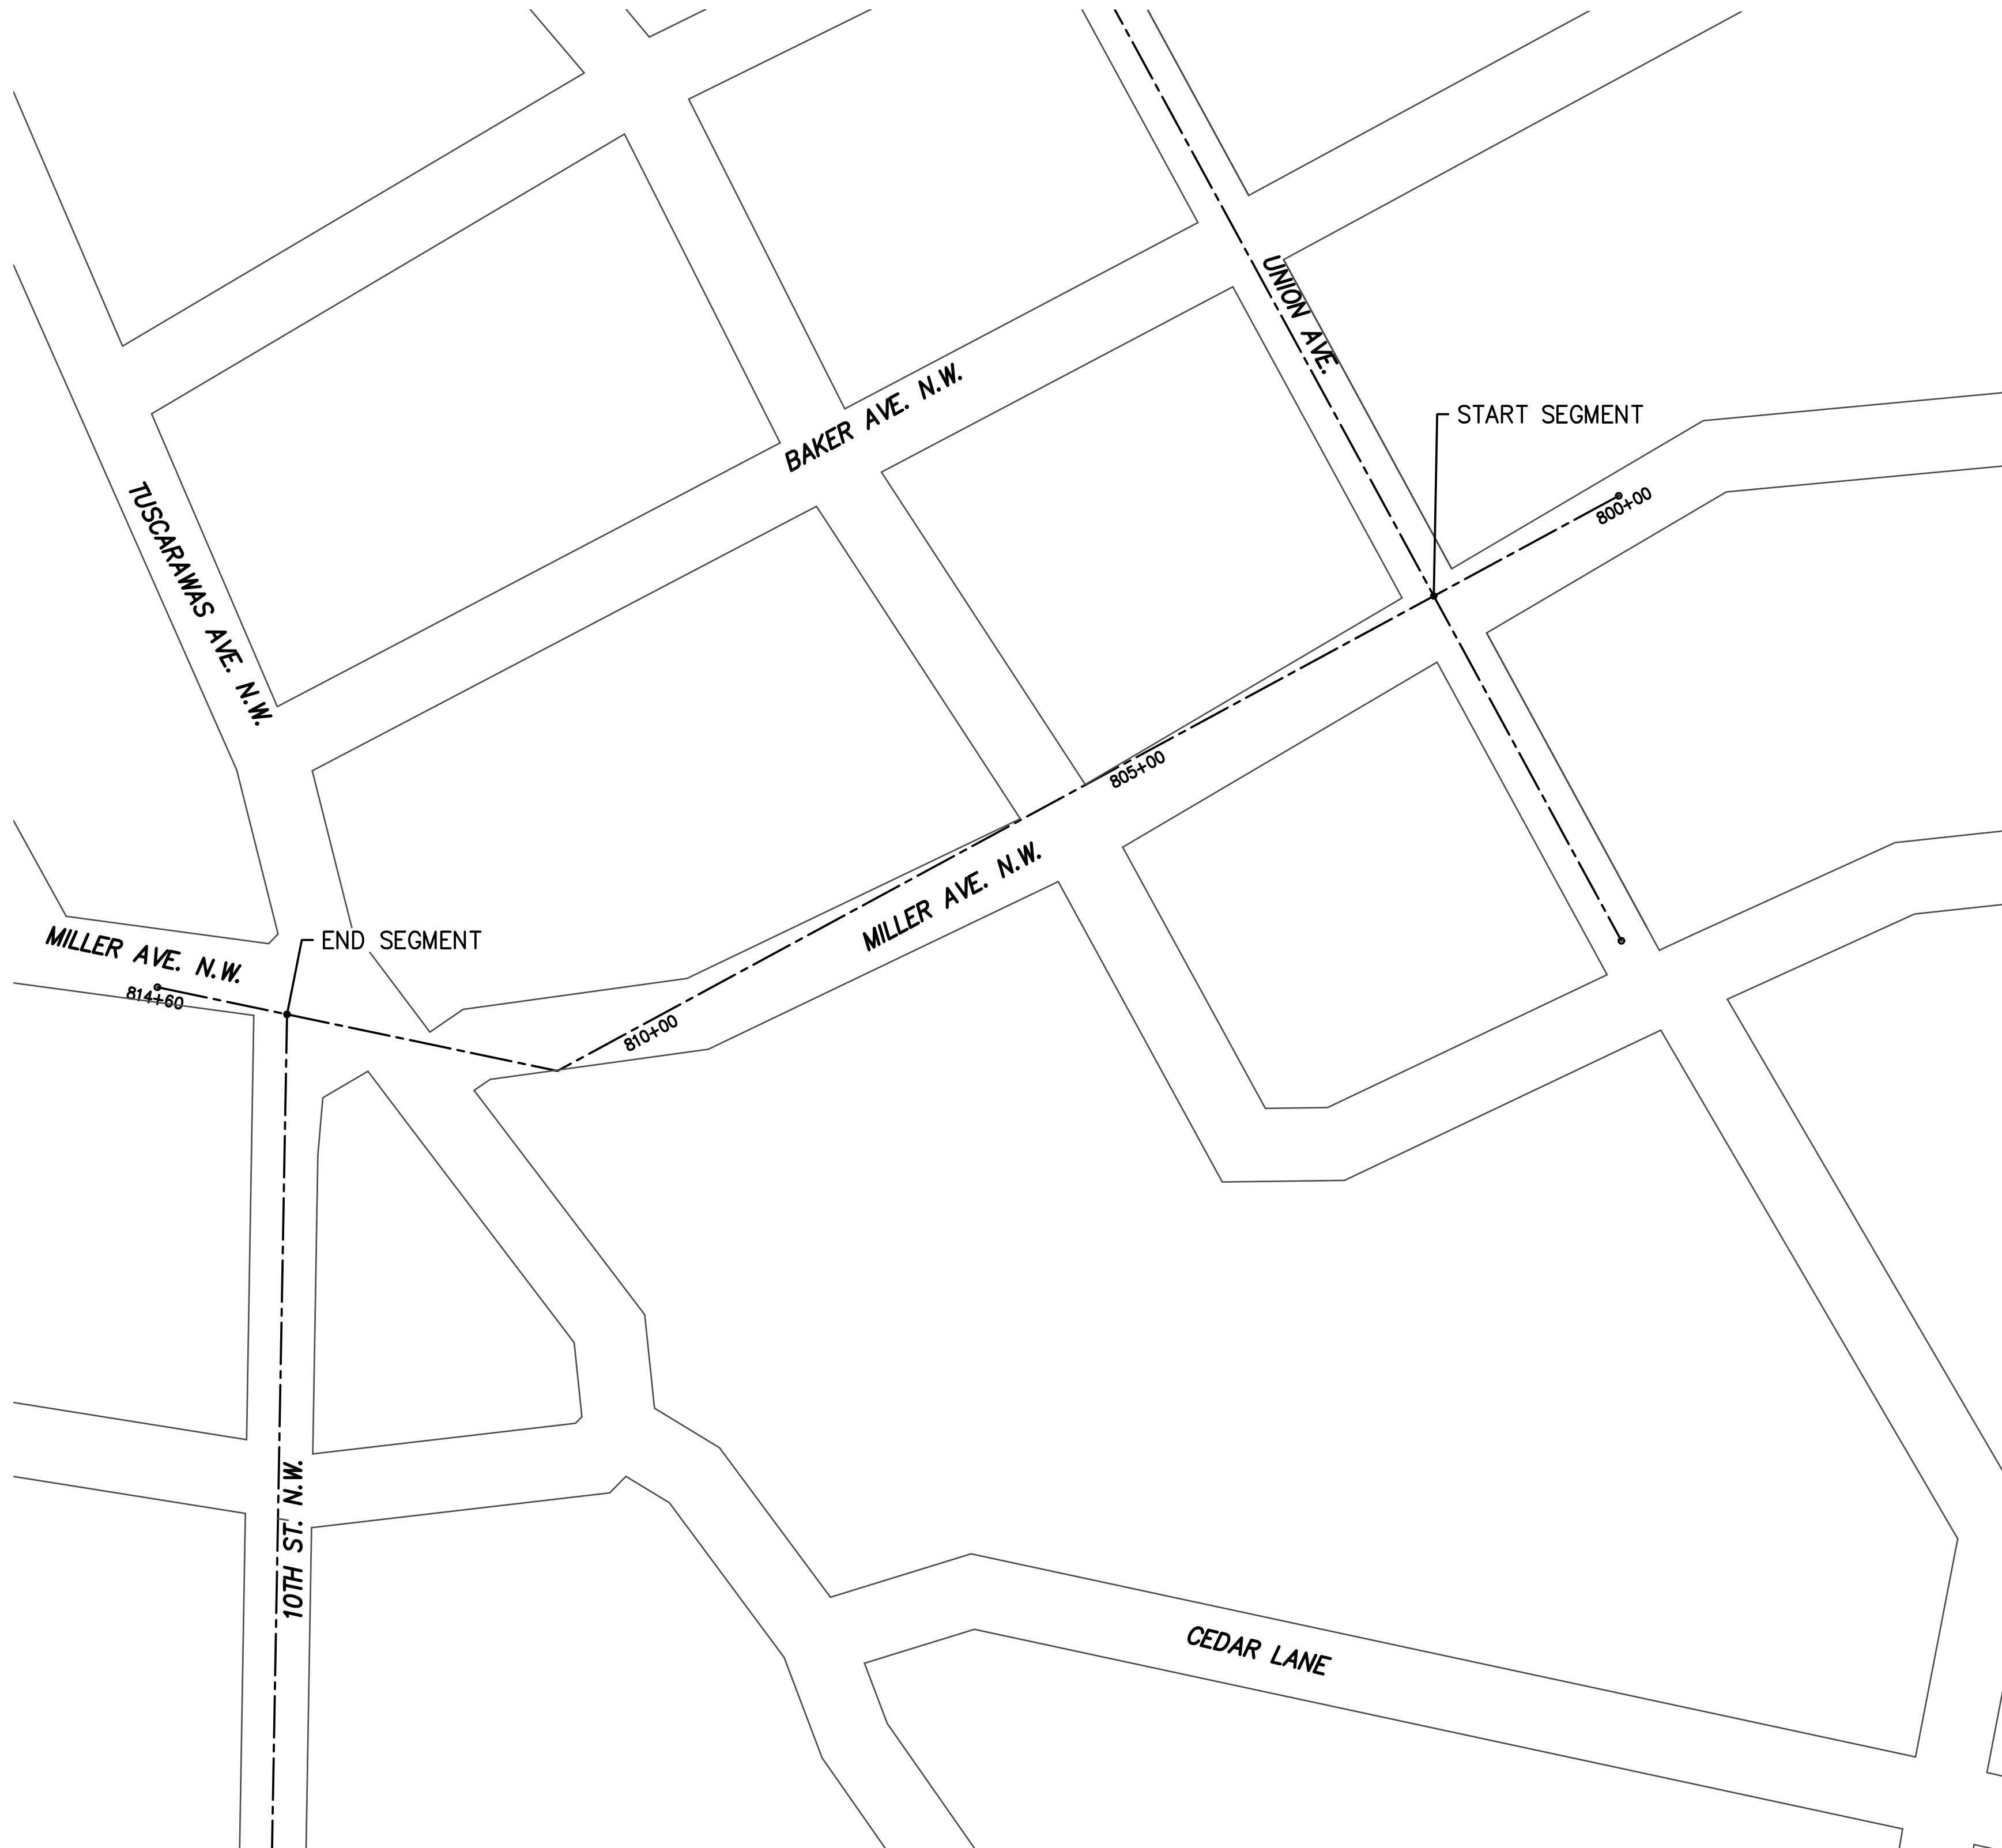 UNION AVE.
BAKER AVE. N.W.
START SEGMENT
800+00
TUSCARAWAS AVE. N.W.
805+00
MILLER AVE. N.W.
END SEGMENT
MILLER AVE. N.W.
814+60
810+00
10TH ST. N.W.
CEDAR LANE